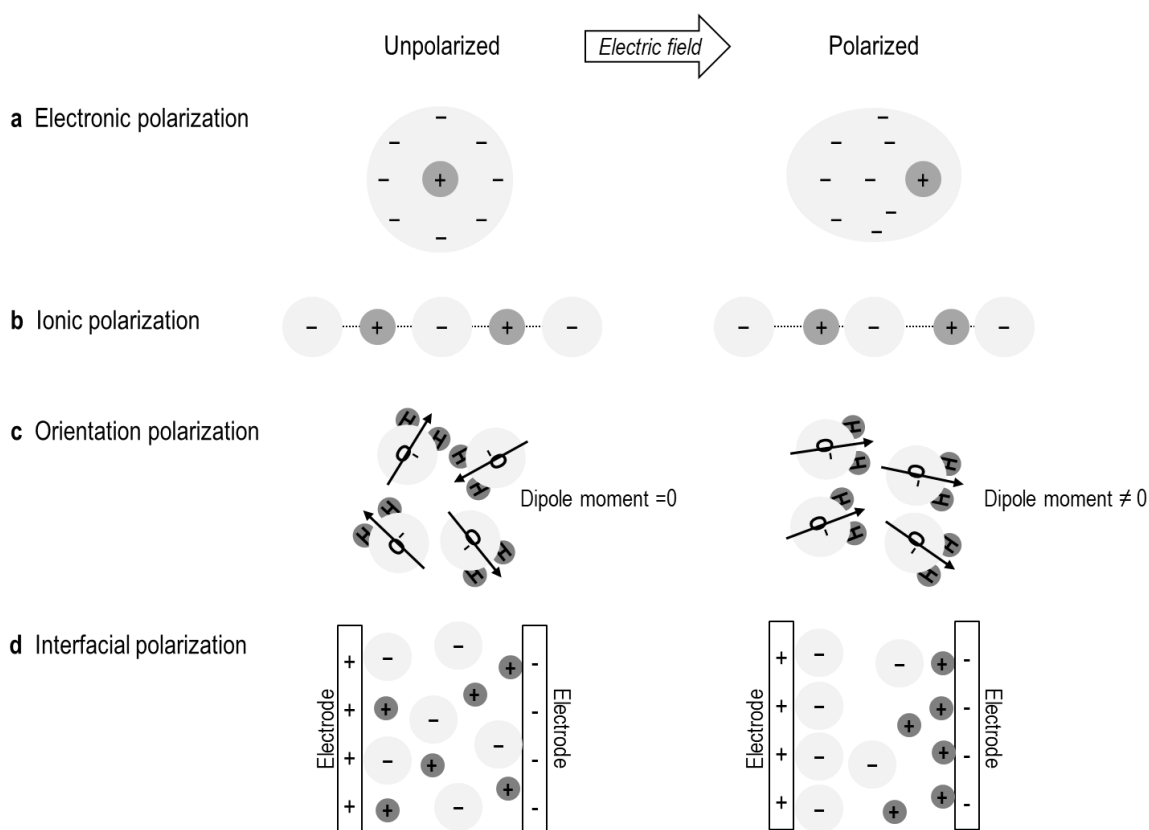 Unpolarized
Electric field
Polarized
a Electronic polarization
- - - - + - - - -
- - - - - + - - -
b Ionic polarization
- + - + -
- + - + -
c Orientation polarization
H H O- H H O-
H H O- H H O-
Dipole moment =0
H H O- H H O-
H H O- H H O-
Dipole moment ≠ 0
d Interfacial polarization
Electrode
+ + + +
- - - - - - -
+ + + + + +
- - - -
Electrode
Electrode
+ + + +
- - - - - -
+ + + + + +
- - - -
Electrode